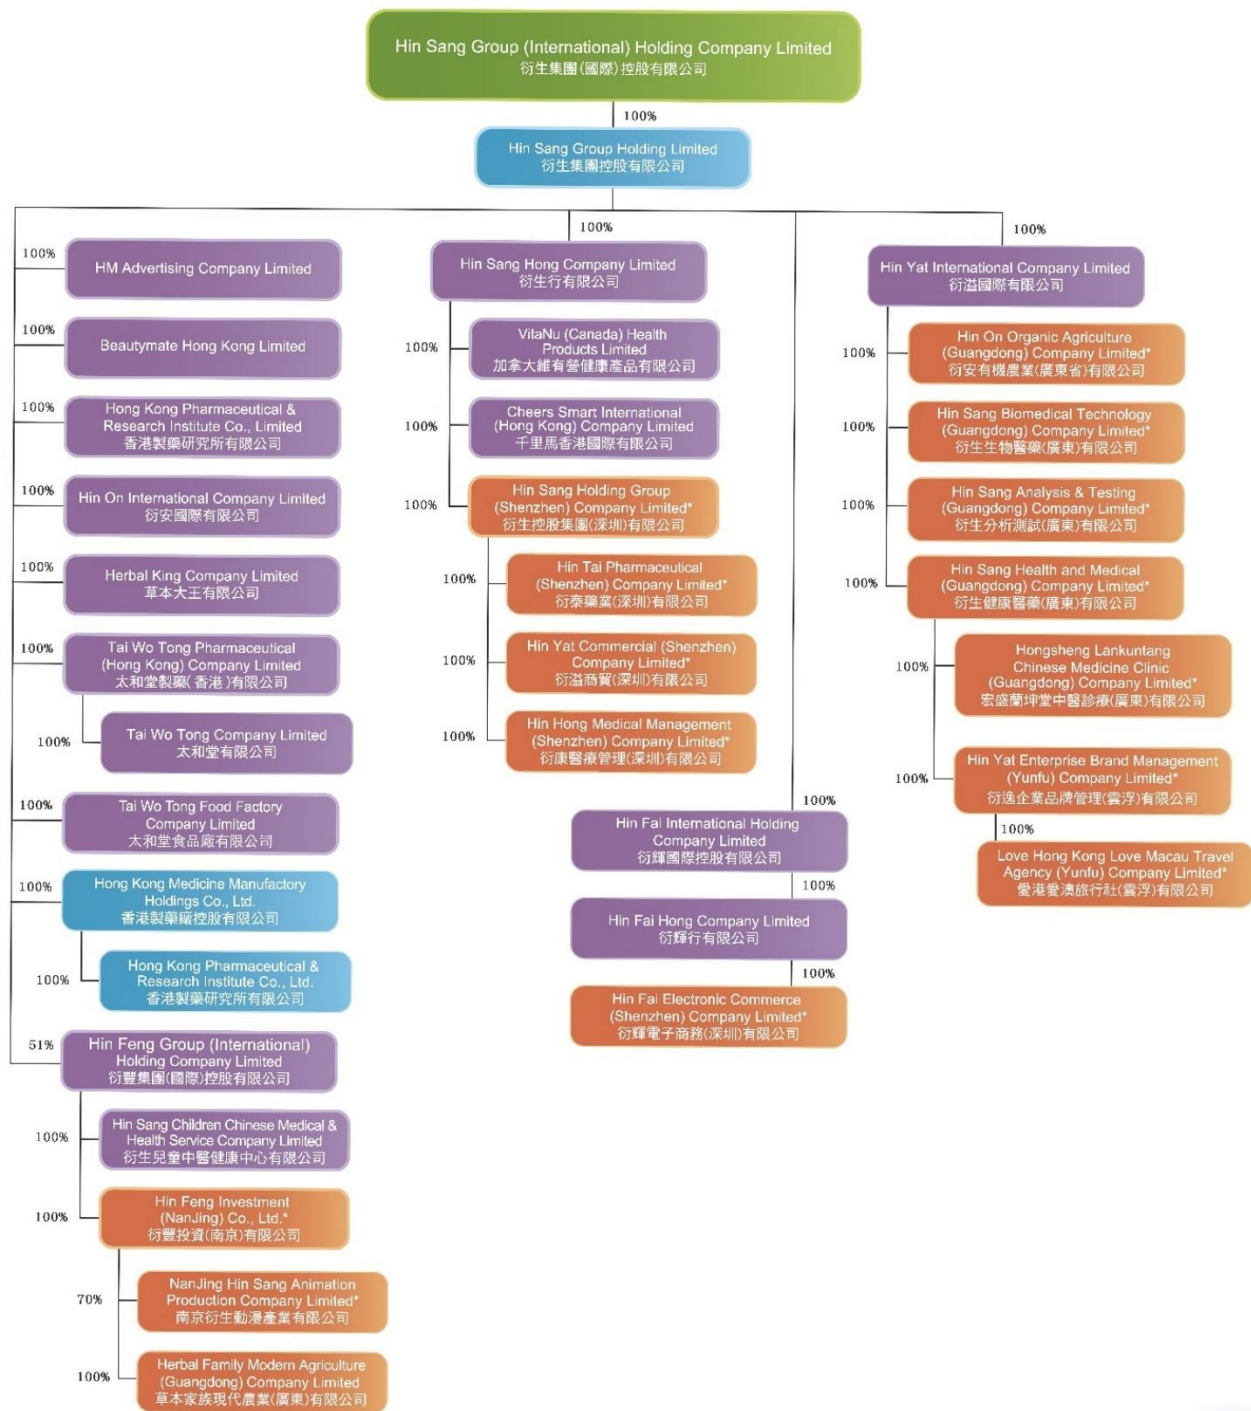 Hin Sang Group (International) Holding Company Limited
衍生集團(國際)控股有限公司
100%
Hin Sang Group Holding Limited
衍生集團控股有限公司
100%
HM Advertising Company Limited
100%
Beautymate Hong Kong Limited
100%
Hong Kong Pharmaceutical &
Research Institute Co., Limited
香港製藥研究所有限公司
100%
Hin On International Company Limited
衍安國際有限公司
100%
Herbal King Company Limited
草本大王有限公司
100%
Tai Wo Tong Pharmaceutical
(Hong Kong) Company Limited
太和堂製藥(香港)有限公司
100%
Tai Wo Tong Company Limited
太和堂有限公司
100%
Tai Wo Tong Food Factory
Company Limited
太和堂食品廠有限公司
100%
Hong Kong Medicine Manufactory
Holdings Co., Ltd.
香港製藥廠控股有限公司
100%
Hong Kong Pharmaceutical &
Research Institute Co., Ltd.
香港製藥研究所有限公司
51%
Hin Feng Group (International)
Holding Company Limited
衍豐集團(國際)控股有限公司
100%
Hin Sang Children Chinese Medical &
Health Service Company Limited
衍生兒童中醫健康中心有限公司
100%
Hin Feng Investment
(NanJing) Co., Ltd.*
衍豐投資(南京)有限公司
70%
NanJing Hin Sang Animation
Production Company Limited*
南京衍生動漫產業有限公司
100%
Herbal Family Modern Agriculture
(Guangdong) Company Limited
草本家族現代農業(廣東)有限公司
100%
Hin Sang Hong Company Limited
衍生行有限公司
100%
VitaNu (Canada) Health
Products Limited
加拿大維有營健康產品有限公司
100%
Cheers Smart International
(Hong Kong) Company Limited
千里馬香港國際有限公司
100%
Hin Sang Holding Group
(Shenzhen) Company Limited*
衍生控股集團(深圳)有限公司
100%
Hin Tai Pharmaceutical
(Shenzhen) Company Limited*
衍泰藥業(深圳)有限公司
100%
Hin Yat Commercial (Shenzhen)
Company Limited*
衍溢商貿(深圳)有限公司
100%
Hin Hong Medical Management
(Shenzhen) Company Limited*
衍康醫療管理(深圳)有限公司
100%
Hin Fai International Holding
Company Limited
衍輝國際控股有限公司
100%
Hin Fai Hong Company Limited
衍輝行有限公司
100%
Hin Fai Electronic Commerce
(Shenzhen) Company Limited*
衍輝電子商務(深圳)有限公司
100%
Hin Yat International Company Limited
衍溢國際有限公司
100%
Hin On Organic Agriculture
(Guangdong) Company Limited*
衍安有機農業(廣東省)有限公司
100%
Hin Sang Biomedical Technology
(Guangdong) Company Limited*
衍生生物醫藥(廣東)有限公司
100%
Hin Sang Analysis & Testing
(Guangdong) Company Limited*
衍生分析測試(廣東)有限公司
100%
Hin Sang Health and Medical
(Guangdong) Company Limited*
衍生健康醫藥(廣東)有限公司
100%
Hongsheng Lankuntang
Chinese Medicine Clinic
(Guangdong) Company Limited*
宏盛蘭坤堂中醫診療(廣東)有限公司
100%
Hin Yat Enterprise Brand Management
(Yunfu) Company Limited*
衍逸企業品牌管理(雲浮)有限公司
100%
Love Hong Kong Love Macau Travel
Agency (Yunfu) Company Limited*
愛港愛澳旅行社(雲浮)有限公司